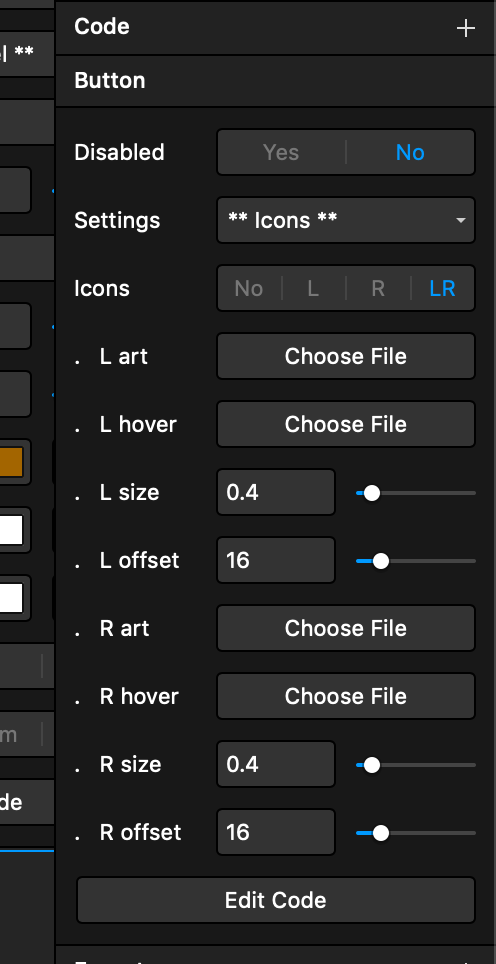 Code
Button
Disabled Yes No
Settings ** Icons **
Icons No L R LR
. L art Choose File
. L hover Choose File
. L size 0.4
. L offset 16
. R art Choose File
. R hover Choose File
. R size 0.4
. R offset 16
Edit Code
l **
m
de